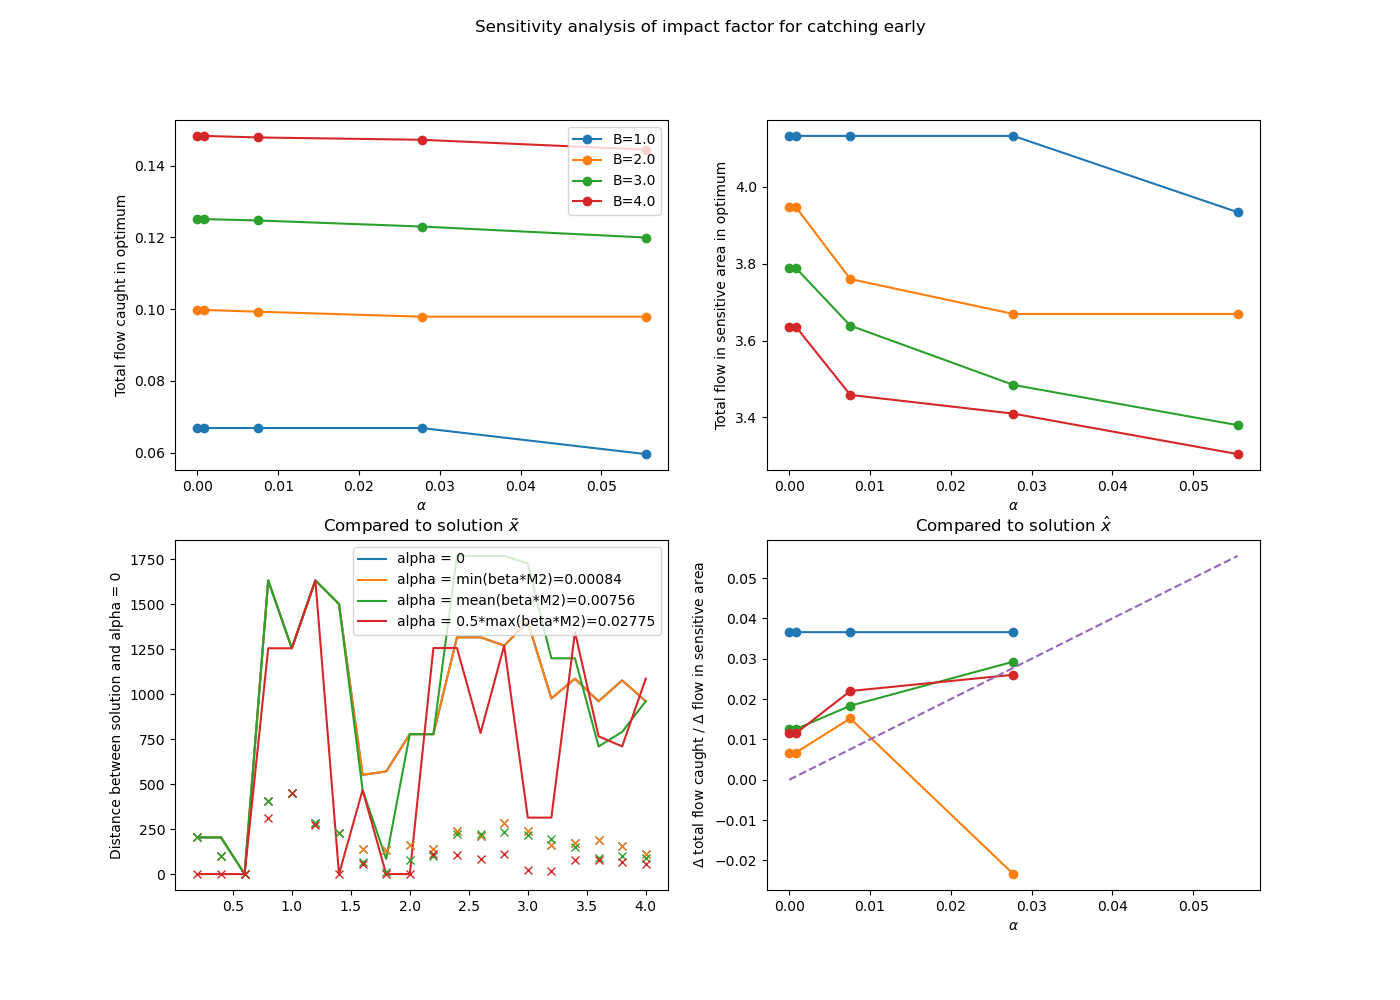 Sensitivity analysis of impact factor for catching early
Total flow caught in optimum
0.14
0.12
0.10
0.08
0.06
0.00 0.01 0.02 0.03 0.04 0.05
α
B=1.0
B=2.0
B=3.0
B=4.0
Total flow in sensitive area in optimum
4.0
3.8
3.6
3.4
0.00 0.01 0.02 0.03 0.04 0.05
α
Compared to solution x̃
Distance between solution and alpha = 0
1750
1500
1250
1000
750
500
250
0
0.5 1.0 1.5 2.0 2.5 3.0 3.5 4.0
alpha = 0
alpha = min(beta*M2)=0.00084
alpha = mean(beta*M2)=0.00756
alpha = 0.5*max(beta*M2)=0.02775
Compared to solution x̂
Δ total flow caught / Δ flow in sensitive area
0.05
0.04
0.03
0.02
0.01
0.00
−0.01
−0.02
0.00 0.01 0.02 0.03 0.04 0.05
α